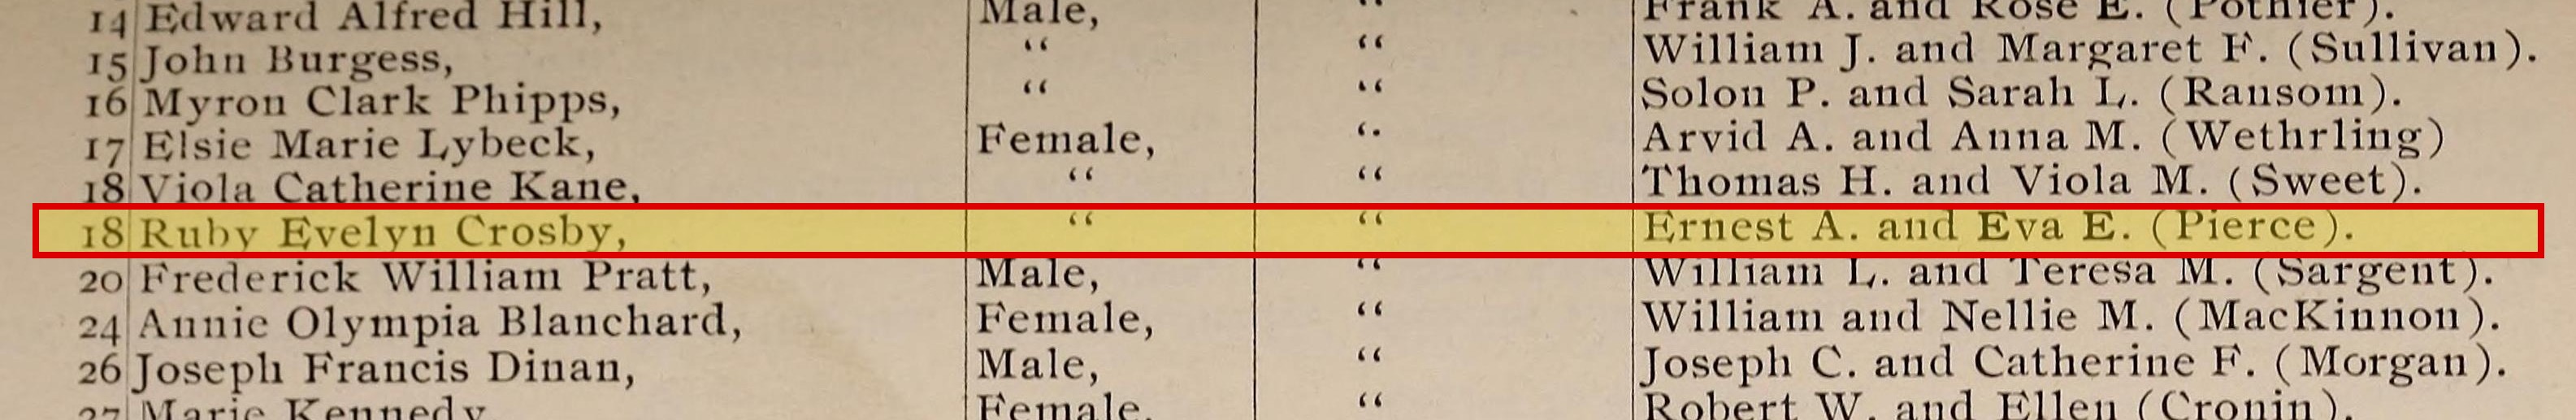 14 Edward Alfred Hill, Male, “ Frank A. and Rose E. (Pothier).
15 John Burgess, “ “ William J. and Margaret F. (Sullivan).
16 Myron Clark Phipps, “ “ Solon P. and Sarah L. (Ransom).
17 Elsie Marie Lybeck, Female, “ Arvid A. and Anna M. (Wethrling)
18 Viola Catherine Kane, “ “ Thomas H. and Viola M. (Sweet).
18 Ruby Evelyn Crosby, “ “ Ernest A. and Eva E. (Pierce).
20 Frederick William Pratt, Male, “ William L. and Teresa M. (Sargent).
24 Annie Olympia Blanchard, Female, “ William and Nellie M. (MacKinnon).
26 Joseph Francis Dinan, Male, “ Joseph C. and Catherine F. (Morgan).
27 Marie Kennedy Female, “ Robert W. and Ellen (Cronin).